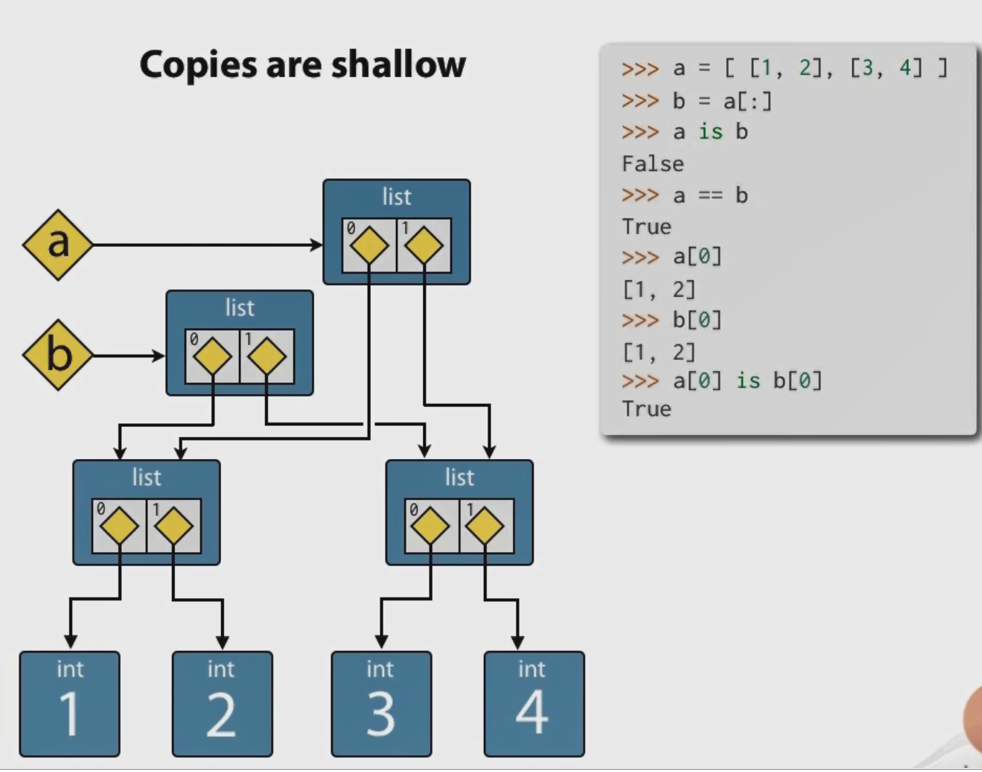 Copies are shallow
>>> a = [ [1, 2], [3, 4] ]
>>> b = a[:]
>>> a is b
False
>>> a == b
True
>>> a[0]
[1, 2]
>>> b[0]
[1, 2]
>>> a[0] is b[0]
True
a
list
0 1
b
list
0 1
list
0 1
list
0 1
int
1
int
2
int
3
int
4